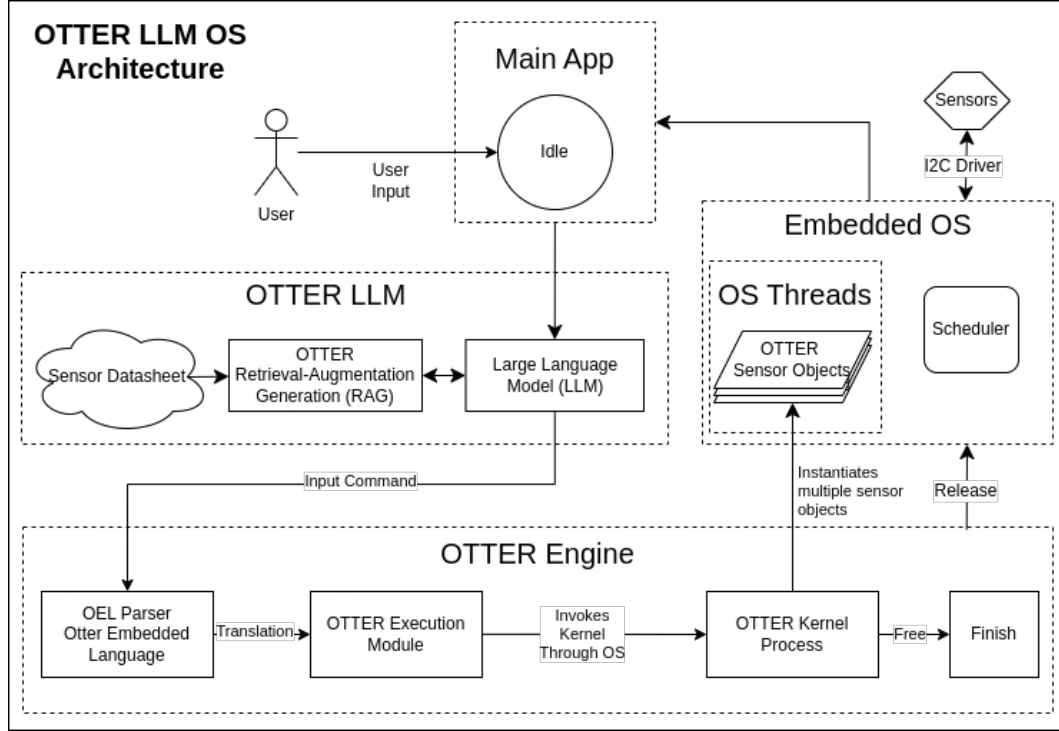 OTTER LLM OS
Architecture
Main App
Idle
User
Input
User
Sensors
I2C Driver
Embedded OS
OS Threads
OTTER
Sensor Objects
Scheduler
OTTER LLM
Sensor Datasheet
OTTER
Retrieval-Augmentation
Generation (RAG)
Large Language
Model (LLM)
Input Command
Instantiates
multiple sensor
objects
Release
OTTER Engine
OEL Parser
Otter Embedded
Language
Translation
OTTER Execution
Module
Invokes
Kernel
Through OS
OTTER Kernel
Process
Free
Finish